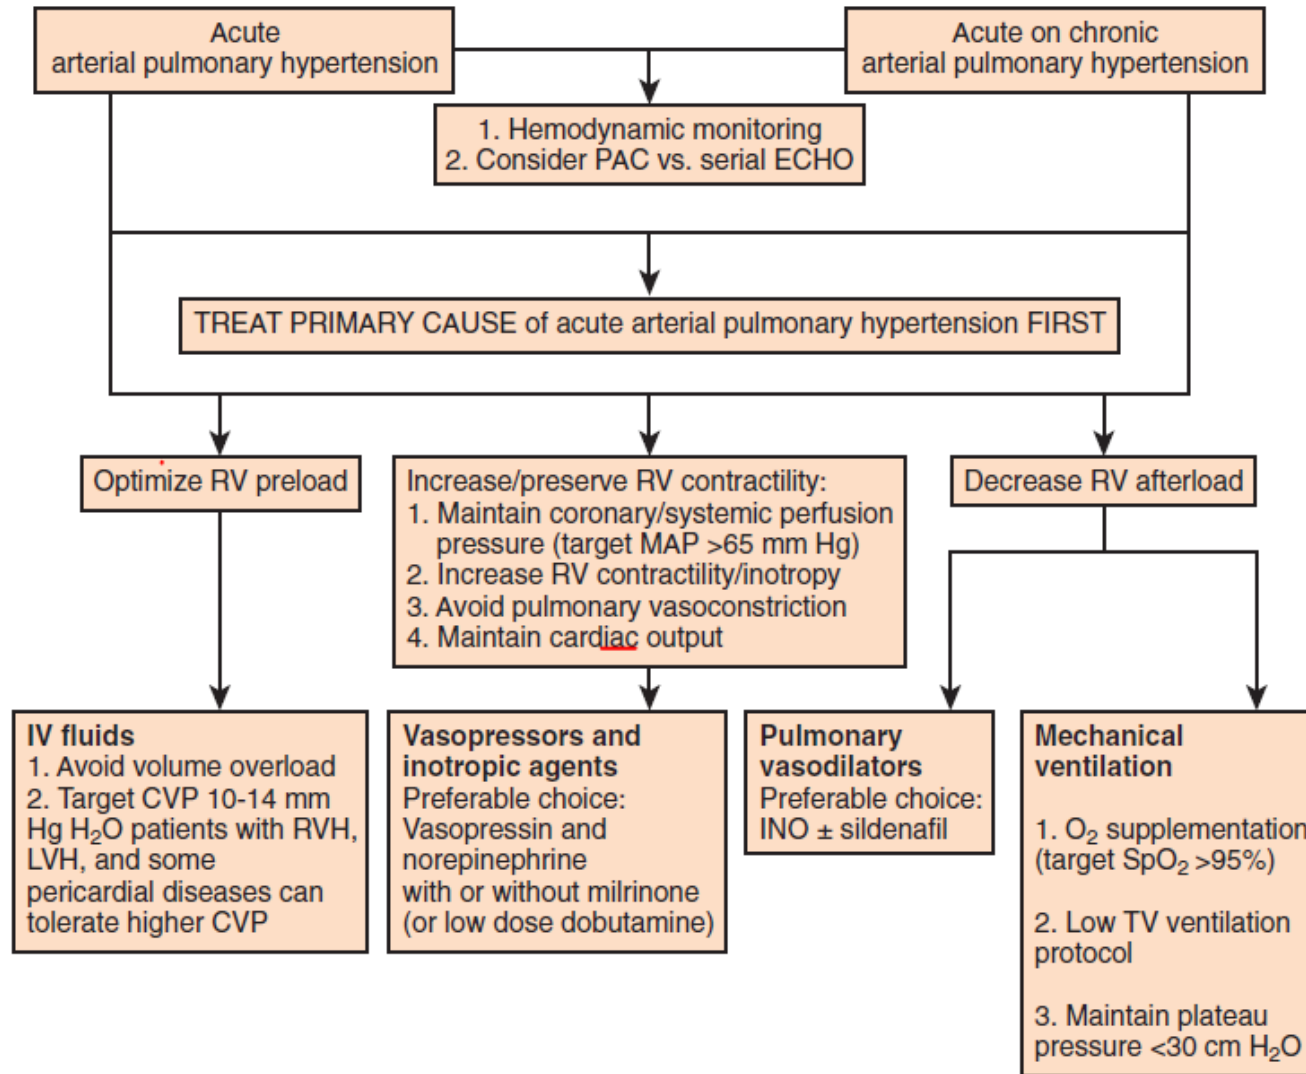 Acute
arterial pulmonary hypertension
Acute on chronic
arterial pulmonary hypertension
1. Hemodynamic monitoring
2. Consider PAC vs. serial ECHO
TREAT PRIMARY CAUSE of acute arterial pulmonary hypertension FIRST
Optimize RV preload
Increase/preserve RV contractility:
1. Maintain coronary/systemic perfusion
pressure (target MAP >65 mm Hg)
2. Increase RV contractility/inotropy
3. Avoid pulmonary vasoconstriction
4. Maintain cardiac output
Decrease RV afterload
IV fluids
1. Avoid volume overload
2. Target CVP 10-14 mm
Hg H₂O patients with RVH,
LVH, and some
pericardial diseases can
tolerate higher CVP
Vasopressors and
inotropic agents
Preferable choice:
Vasopressin and
norepinephrine
with or without milrinone
(or low dose dobutamine)
Pulmonary
vasodilators
Preferable choice:
INO ± sildenafil
Mechanical
ventilation
1. O₂ supplementation
(target SpO₂ >95%)
2. Low TV ventilation
protocol
3. Maintain plateau
pressure <30 cm H₂O